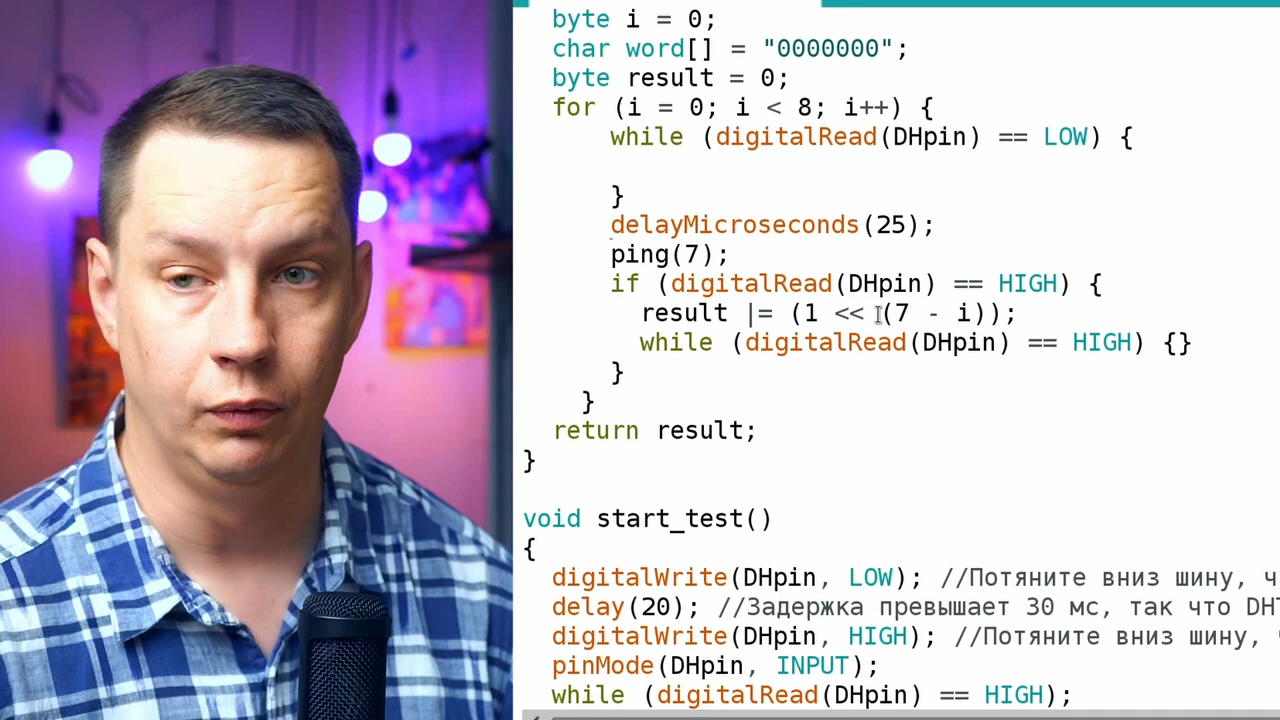 byte i = 0;
char word[] = "0000000";
byte result = 0;
for (i = 0; i < 8; i++) {
while (digitalRead(DHpin) == LOW) {
}
delayMicroseconds(25);
ping(7);
if (digitalRead(DHpin) == HIGH) {
result |= (1 << (7 - i));
while (digitalRead(DHpin) == HIGH) {}
}
}
return result;
}
void start_test()
{
digitalWrite(DHpin, LOW); //Потяните вниз шину, ч
delay(20); //Задержка превышает 30 мс, так что DH
digitalWrite(DHpin, HIGH); //Потяните вниз шину,
pinMode(DHpin, INPUT);
while (digitalRead(DHpin) == HIGH);